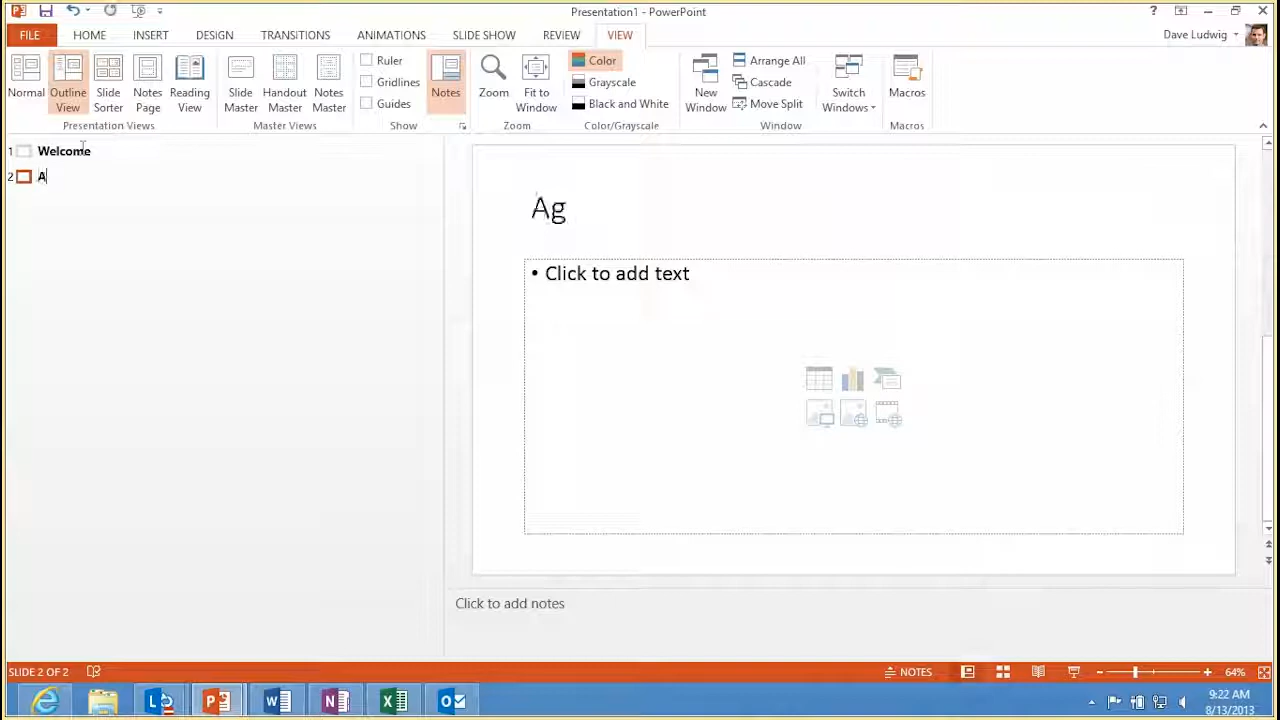 Presentation1 - PowerPoint
?
FILE HOME INSERT DESIGN TRANSITIONS ANIMATIONS SLIDE SHOW REVIEW VIEW Dave Ludwig
Normal Outline View Slide Sorter Notes Page Reading View
Presentation Views
Slide Master Handout Master Notes Master
Master Views
Ruler
Gridlines
Guides
Show
Notes
Zoom Fit to Window
Zoom
Color
Grayscale
Black and White
Color/Grayscale
New Window
Arrange All
Cascade
Move Split
Switch Windows
Window
Macros
Macros
1 Welcome
2 A
Ag
• Click to add text
Click to add notes
SLIDE 2 OF 2 NOTES 64%
9:22 AM
8/13/2013